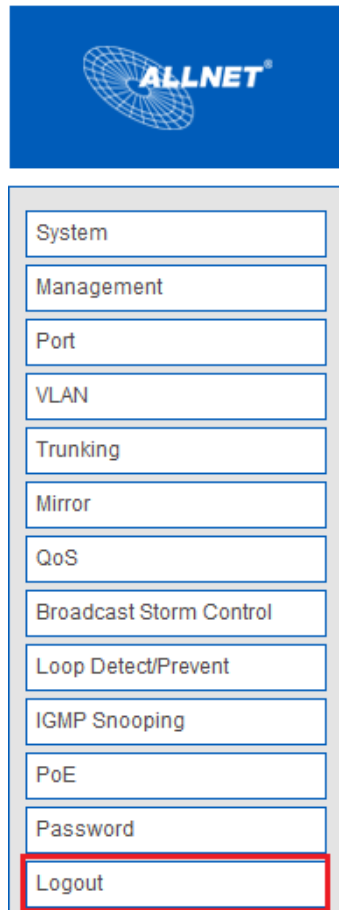 ALLNET®
System
Management
Port
VLAN
Trunking
Mirror
QoS
Broadcast Storm Control
Loop Detect/Prevent
IGMP Snooping
PoE
Password
Logout